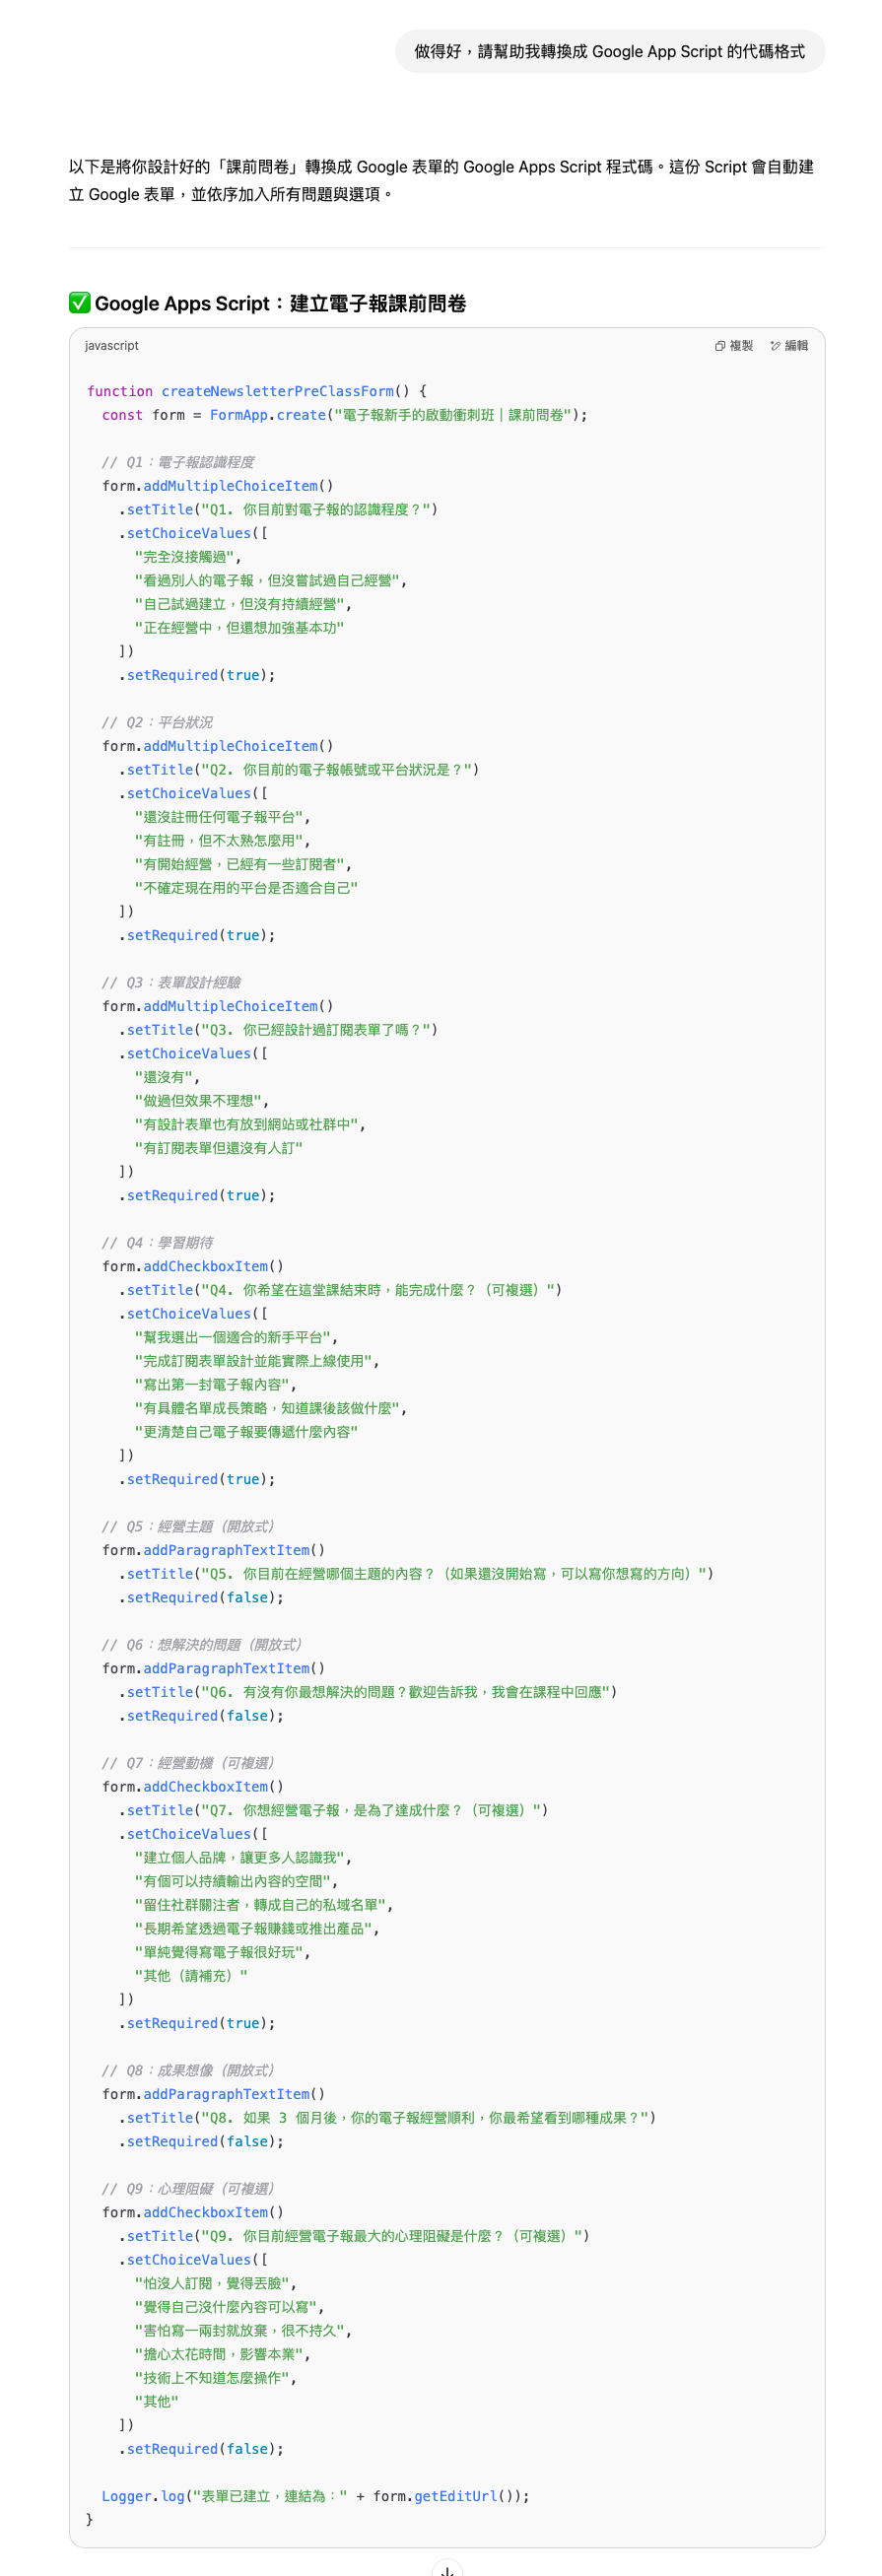 做得好，請幫助我轉換成 Google App Script 的代碼格式
以下是將你設計好的「課前問卷」轉換成 Google 表單的 Google Apps Script 程式碼。這份 Script 會自動建
立 Google 表單，並依序加入所有問題與選項。
✅ Google Apps Script：建立電子報課前問卷
javascript
複製 編輯
function createNewsletterPreClassForm() {
  const form = FormApp.create("電子報新手的啟動衝刺班｜課前問卷");
  // Q1：電子報認識程度
  form.addMultipleChoiceItem()
    .setTitle("Q1. 你目前對電子報的認識程度？")
    .setChoiceValues([
      "完全沒接觸過",
      "看過別人的電子報，但沒嘗試過自己經營",
      "自己試過建立，但沒有持續經營",
      "正在經營中，但還想加強基本功"
    ])
    .setRequired(true);
  // Q2：平台狀況
  form.addMultipleChoiceItem()
    .setTitle("Q2. 你目前的電子報帳號或平台狀況是？")
    .setChoiceValues([
      "還沒註冊任何電子報平台",
      "有註冊，但不太熟怎麼用",
      "有開始經營，已經有一些訂閱者",
      "不確定現在用的平台是否適合自己"
    ])
    .setRequired(true);
  // Q3：表單設計經驗
  form.addMultipleChoiceItem()
    .setTitle("Q3. 你已經設計過訂閱表單了嗎？")
    .setChoiceValues([
      "還沒有",
      "做過但效果不理想",
      "有設計表單也有放到網站或社群中",
      "有訂閱表單但還沒有人訂"
    ])
    .setRequired(true);
  // Q4：學習期待
  form.addCheckboxItem()
    .setTitle("Q4. 你希望在這堂課結束時，能完成什麼？（可複選）")
    .setChoiceValues([
      "幫我選出一個適合的新手平台",
      "完成訂閱表單設計並能實際上線使用",
      "寫出第一封電子報內容",
      "有具體名單成長策略，知道課後該做什麼",
      "更清楚自己電子報要傳遞什麼內容"
    ])
    .setRequired(true);
  // Q5：經營主題（開放式）
  form.addParagraphTextItem()
    .setTitle("Q5. 你目前在經營哪個主題的內容？（如果還沒開始寫，可以寫你想寫的方向）")
    .setRequired(false);
  // Q6：想解決的問題（開放式）
  form.addParagraphTextItem()
    .setTitle("Q6. 有沒有你最想解決的問題？歡迎告訴我，我會在課程中回應")
    .setRequired(false);
  // Q7：經營動機（可複選）
  form.addCheckboxItem()
    .setTitle("Q7. 你想經營電子報，是為了達成什麼？（可複選）")
    .setChoiceValues([
      "建立個人品牌，讓更多人認識我",
      "有個可以持續輸出內容的空間",
      "留住社群關注者，轉成自己的私域名單",
      "長期希望透過電子報賺錢或推出產品",
      "單純覺得寫電子報很好玩",
      "其他（請補充）"
    ])
    .setRequired(true);
  // Q8：成果想像（開放式）
  form.addParagraphTextItem()
    .setTitle("Q8. 如果 3 個月後，你的電子報經營順利，你最希望看到哪種成果？")
    .setRequired(false);
  // Q9：心理阻礙（可複選）
  form.addCheckboxItem()
    .setTitle("Q9. 你目前經營電子報最大的心理阻礙是什麼？（可複選）")
    .setChoiceValues([
      "怕沒人訂閱，覺得丟臉",
      "覺得自己沒什麼內容可以寫",
      "害怕寫一兩封就放棄，很不持久",
      "擔心太花時間，影響本業",
      "技術上不知道怎麼操作",
      "其他"
    ])
    .setRequired(false);
  Logger.log("表單已建立，連結為：" + form.getEditUrl());
}